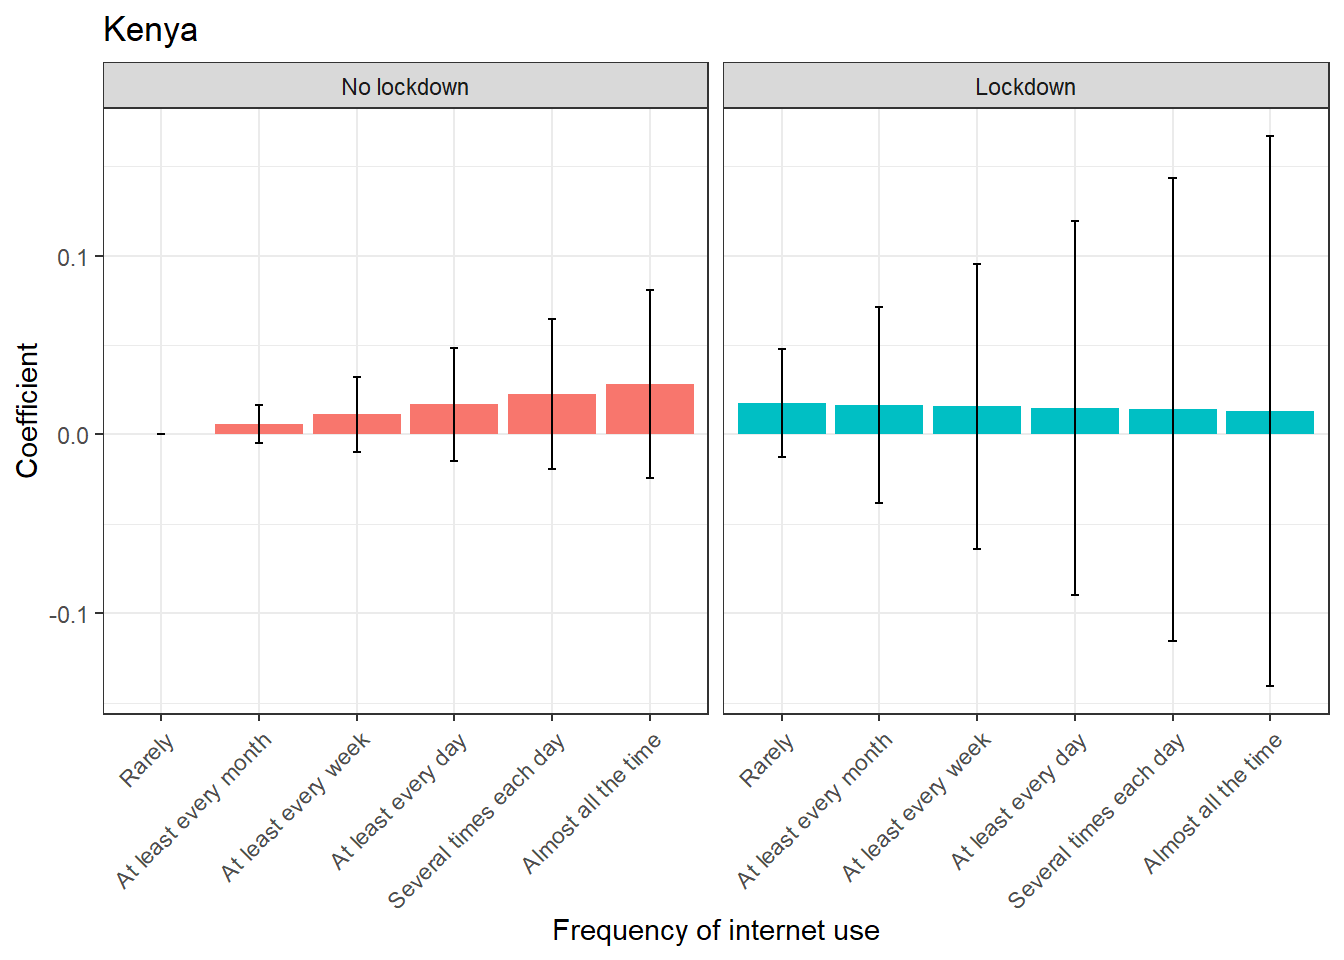 Kenya
No lockdown
Lockdown
Coefficient
0.1
0.0
-0.1
Rarely
At least every month
At least every week
At least every day
Several times each day
Almost all the time
Rarely
At least every month
At least every week
At least every day
Several times each day
Almost all the time
Frequency of internet use